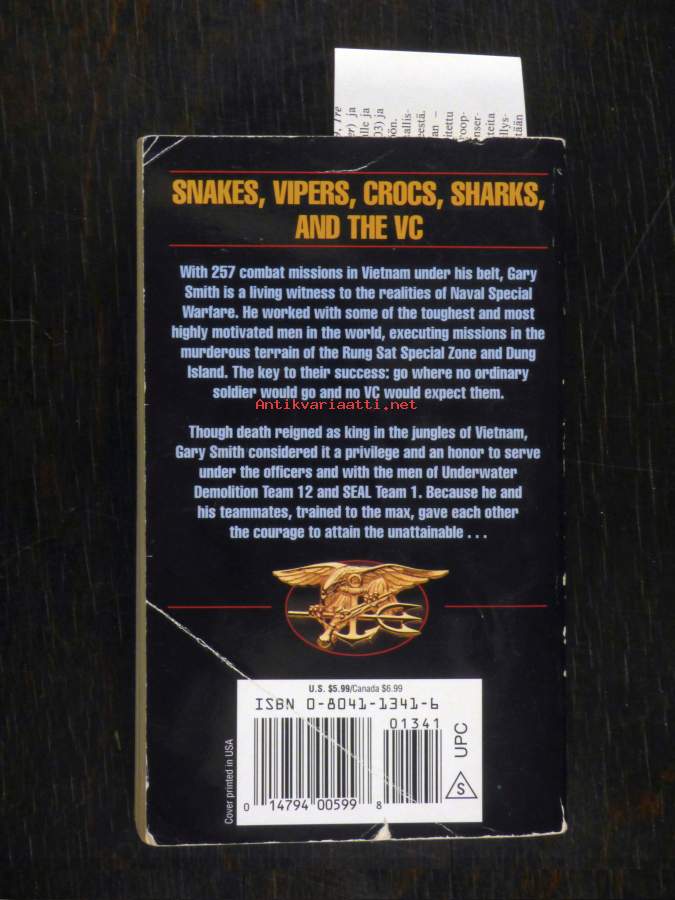 SNAKES, VIPERS, CROCS, SHARKS,
AND THE VC
With 257 combat missions in Vietnam under his belt, Gary
Smith is a living witness to the realities of Naval Special
Warfare. He worked with some of the toughest and most
highly motivated men in the world, executing missions in the
murderous terrain of the Rung Sat Special Zone and Dung
Island. The key to their success: go where no ordinary
soldier would go and no VC would expect them.
Antikvariaatti.net
Though death reigned as king in the jungles of Vietnam,
Gary Smith considered it a privilege and an honor to serve
under the officers and with the men of Underwater
Demolition Team 12 and SEAL Team 1. Because he and
his teammates, trained to the max, gave each other
the courage to attain the unattainable . . .
U.S. $5.99/Canada $6.99
ISBN 0-8041-1341-6
01341
UPC
S
0 14794 00599 8
Cover printed in USA